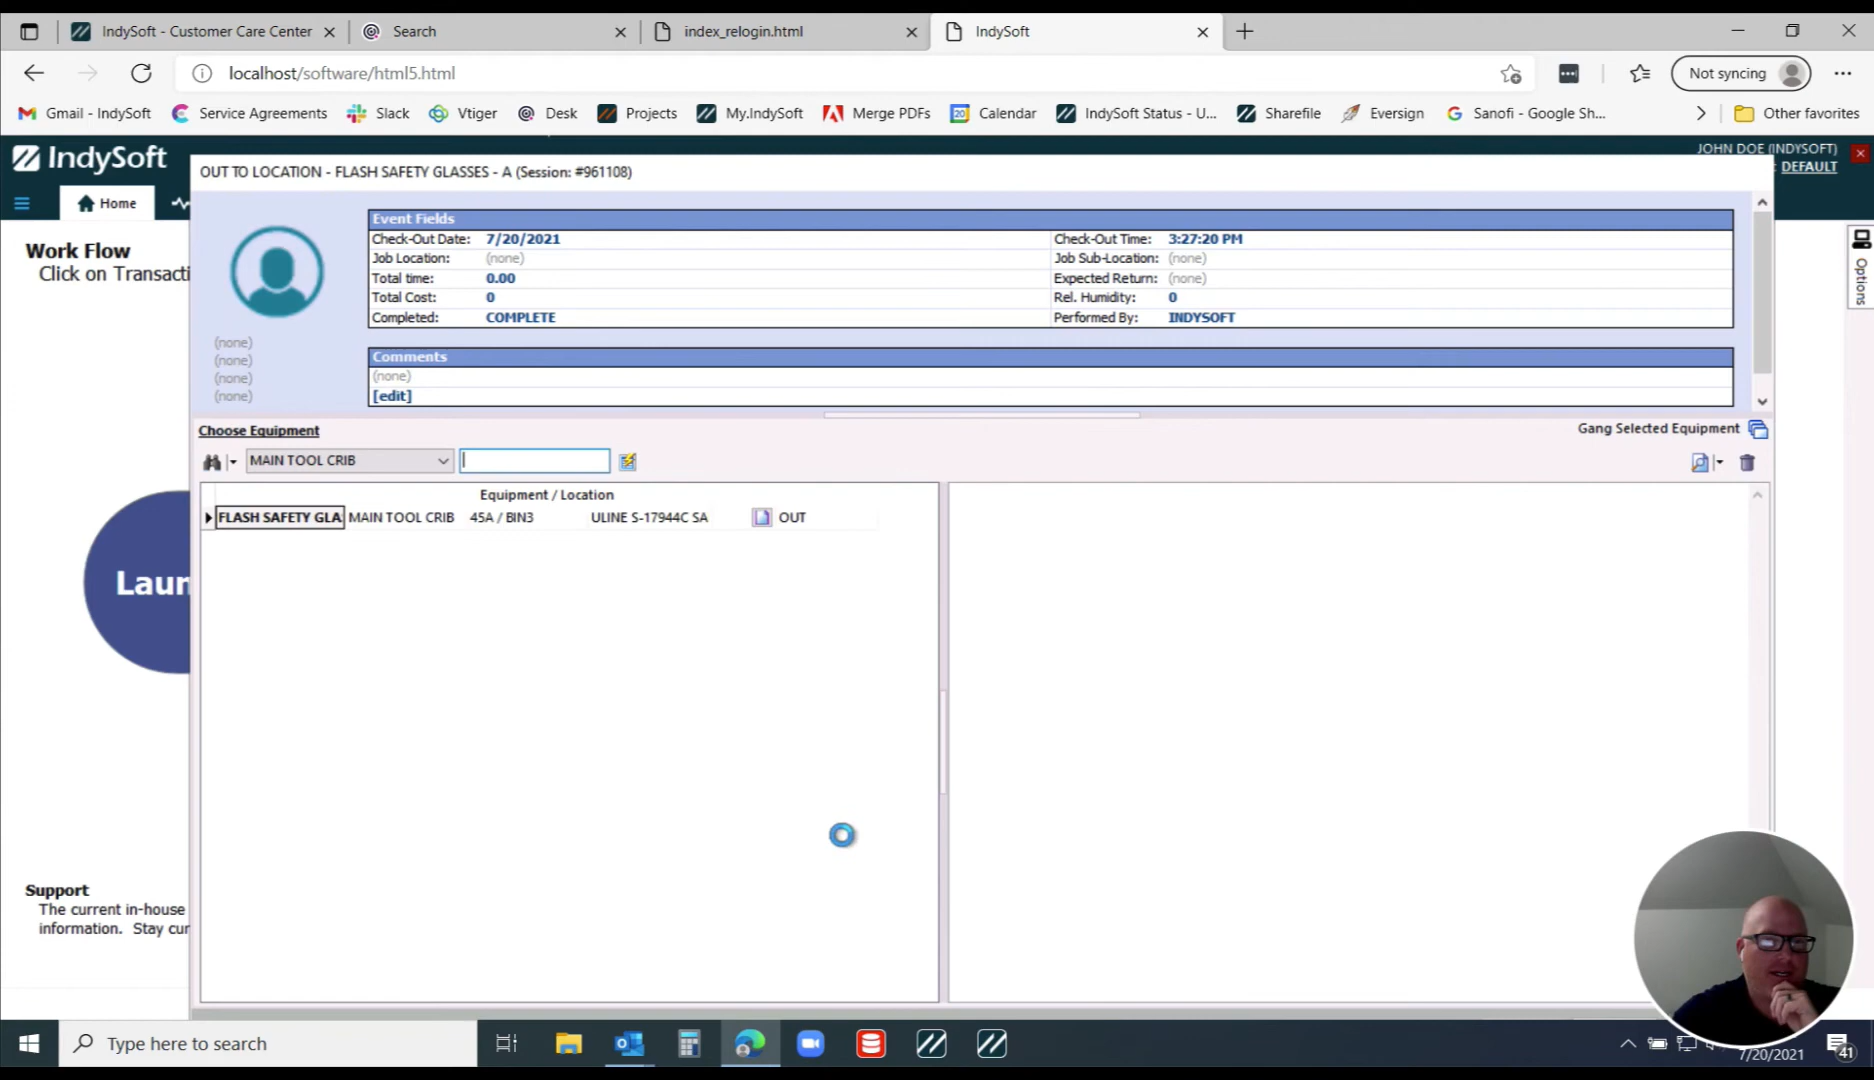 IndySoft - Customer Care Center
Search
index_relogin.html
IndySoft
localhost/software/html5.html
Not syncing
Gmail - IndySoft
Service Agreements
Slack
Vtiger
Desk
Projects
My.IndySoft
Merge PDFs
Calendar
IndySoft Status - U...
Sharefile
Eversign
Sanofi - Google Sh...
Other favorites
IndySoft
JOHN DOE (INDYSOFT)
: DEFAULT
Home
OUT TO LOCATION - FLASH SAFETY GLASSES - A (Session: #961108)
Work Flow
Click on Transacti
Options
Event Fields
Check-Out Date: 7/20/2021
Check-Out Time: 3:27:20 PM
Job Location: (none)
Job Sub-Location: (none)
Total time: 0.00
Expected Return: (none)
Total Cost: 0
Rel. Humidity: 0
Completed: COMPLETE
Performed By: INDYSOFT
(none)
(none)
(none)
(none)
Comments
(none)
[edit]
Choose Equipment
Gang Selected Equipment
MAIN TOOL CRIB
Equipment / Location
FLASH SAFETY GLA MAIN TOOL CRIB 45A / BIN3 ULINE S-17944C SA OUT
Laun
Support
The current in-house
information. Stay cur
Type here to search
7/20/2021
41